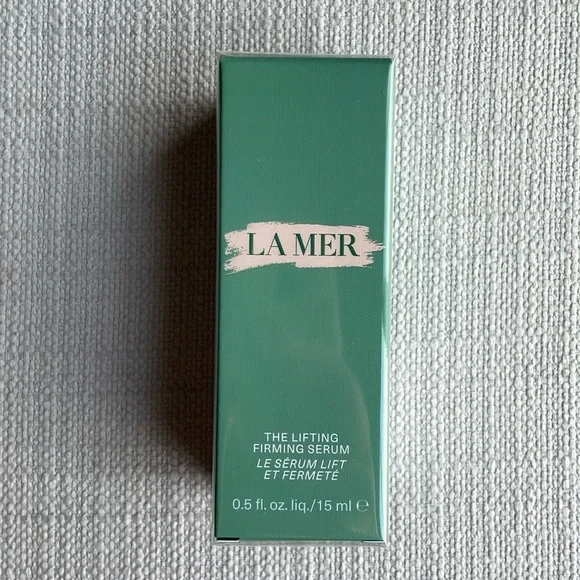 LA MER
THE LIFTING
FIRMING SERUM
LE SÉRUM LIFT
ET FERMETÉ
0.5 fl. oz. liq./15 ml ℮